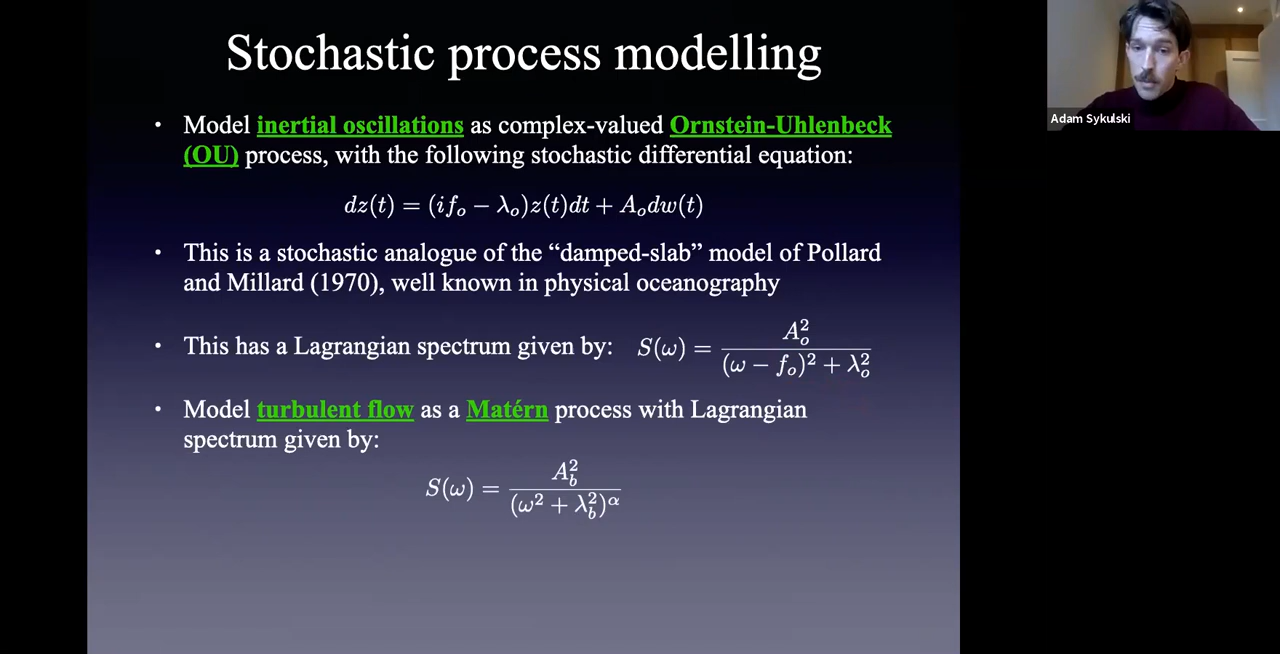 Stochastic process modelling
Adam Sykulski
• Model inertial oscillations as complex-valued Ornstein-Uhlenbeck
(OU) process, with the following stochastic differential equation:
dz(t) = (if_o − λ_o)z(t)dt + A_odw(t)
• This is a stochastic analogue of the “damped-slab” model of Pollard
and Millard (1970), well known in physical oceanography
• This has a Lagrangian spectrum given by: S(ω) = A_o^2 / ((ω − f_o)^2 + λ_o^2)
• Model turbulent flow as a Matérn process with Lagrangian
spectrum given by:
S(ω) = A_b^2 / (ω^2 + λ_b^2)^α